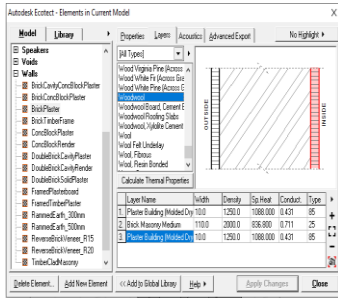 Autodesk Ecotect - Elements in Current Model
X
Model
Library
Properties
Layers
Acoustics
Advanced Export
No Highlight
Speakers
Voids
Walls
BrickCavityConcBlockPlaster
BrickConcBlockPlaster
BrickPlaster
BrickTimberFrame
ConcBlockPlaster
ConcBlockRender
DoubleBrickCavityPlaster
DoubleBrickCavityRender
DoubleBrickSolidPlaster
FramedPlasterboard
FramedTimberPlaster
RammedEarth_300mm
RammedEarth_500mm
ReverseBrickVeneer_R15
ReverseBrickVeneer_R20
TimberCladMasonry
[All Types]
Wood Virginia Pine (Across
Wood White Fir (Across Gra
Wood White Pine (Across G
Woodwool
Woodwool Board, Cement B
Woodwool Roofing Slabs
Woodwool, Xylolite Cement
Wool
Wool Felt Underlay
Wool, Fibrous
Wool, Resin Bonded
Calculate Thermal Properties
OUTSIDE
INSIDE
Layer Name Width Density Sp.Heat Conduct. Type
1. Plaster Building (Molded Dry 10.0 1250.0 1088.000 0.431 85
2. Brick Masonry Medium 110.0 2000.0 836.800 0.711 25
3. Plaster Building (Molded Dry 10.0 1250.0 1088.000 0.431 85
Delete Element...
Add New Element
<< Add to Global Library
Help
Apply Changes
Close